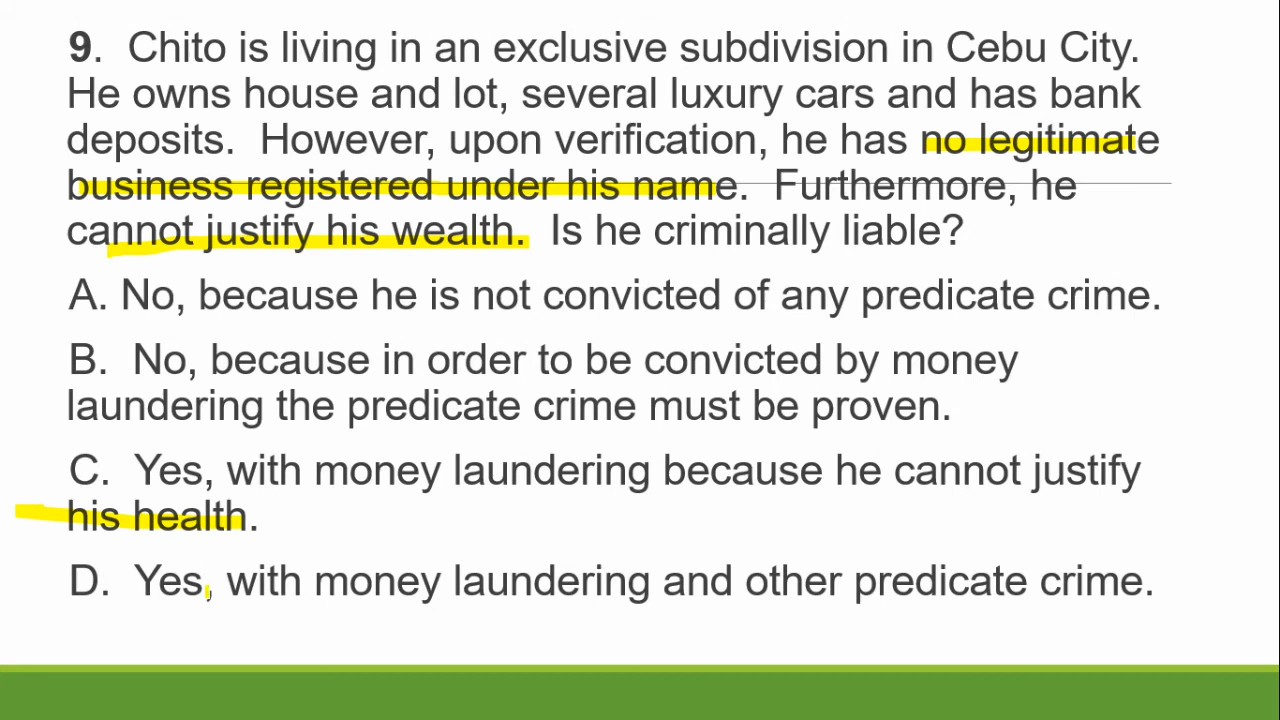 9. Chito is living in an exclusive subdivision in Cebu City.
He owns house and lot, several luxury cars and has bank
deposits. However, upon verification, he has no legitimate
business registered under his name. Furthermore, he
cannot justify his wealth. Is he criminally liable?
A. No, because he is not convicted of any predicate crime.
B. No, because in order to be convicted by money
laundering the predicate crime must be proven.
C. Yes, with money laundering because he cannot justify
his health.
D. Yes, with money laundering and other predicate crime.